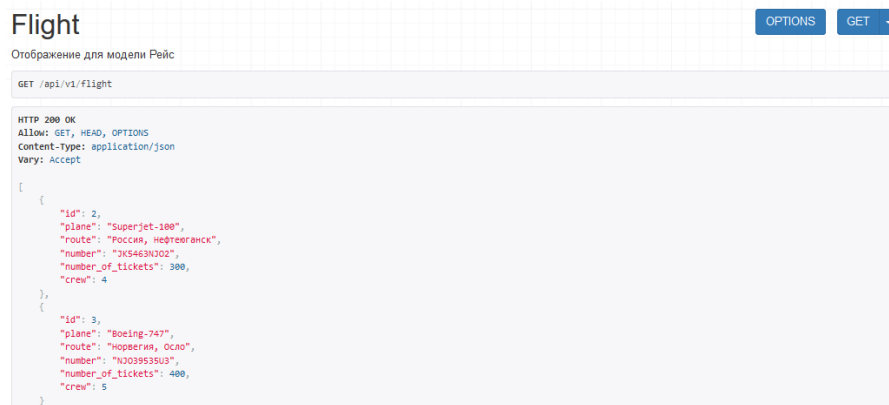 Flight
OPTIONS
GET
Отображение для модели Рейс
GET /api/v1/flight
HTTP 200 OK
Allow: GET, HEAD, OPTIONS
Content-Type: application/json
Vary: Accept
[
{
"id": 2,
"plane": "Superjet-100",
"route": "Россия, Нефтеюганск",
"number": "JK5463NJO2",
"number_of_tickets": 300,
"crew": 4
},
{
"id": 3,
"plane": "Boeing-747",
"route": "Норвегия, Осло",
"number": "NJO39535U3",
"number_of_tickets": 400,
"crew": 5
}